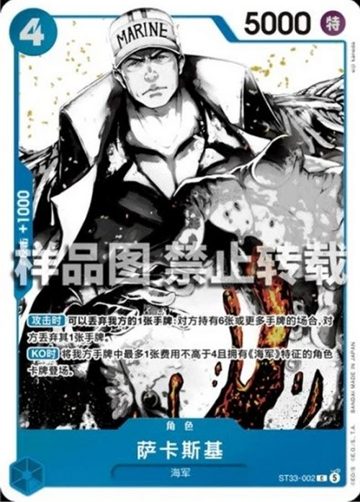 4
5000 特
MARINE
+1000
样品图 禁止转载
攻击时 可以丢弃我方的1张手牌：对方持有6张或更多手牌的场合，对
方丢弃其1张手牌。
KO时 将我方手牌中最多1张费用不高于4且拥有《海军》特征的角色
卡牌登场。
角色
萨卡斯基
海军
ST33-002 C 5
BANDAI MADE IN JAPAN